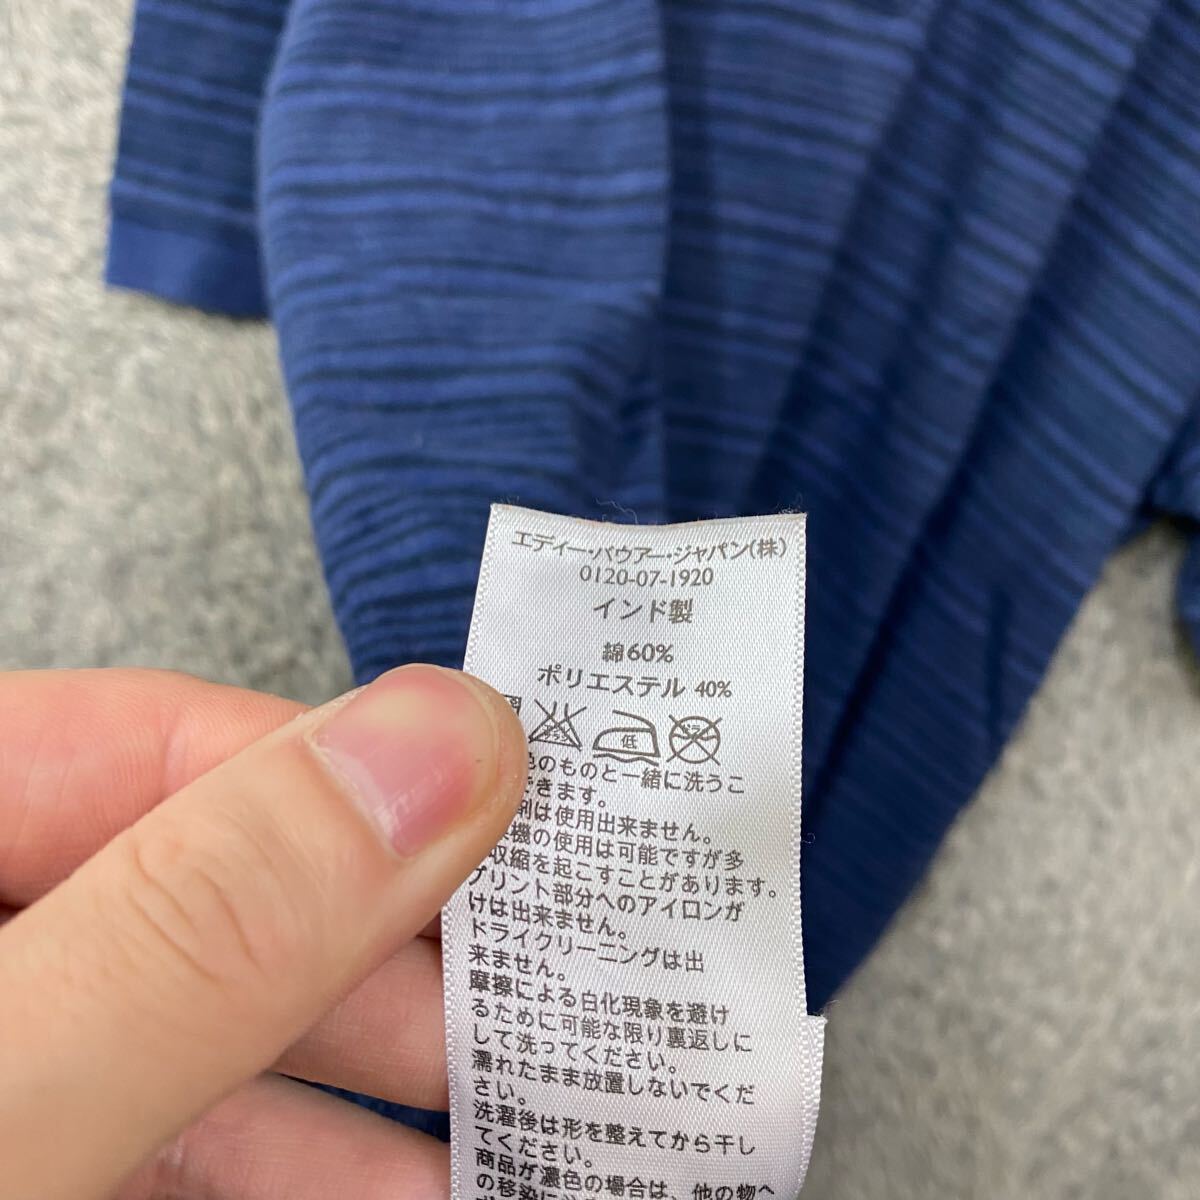 エディー・バウアー・ジャパン(株)
0120-07-1920
インド製
綿60%
ポリエステル 40%
低 ドライ
色のものと一緒に洗うこ
できます。
剤は使用出来ません。
機の使用は可能ですが多
収縮を起こすことがあります。
プリント部分へのアイロンが
けは出来ません。
ドライクリーニングは出
来ません。
摩擦による白化現象を避け
るために可能な限り裏返しに
して洗ってください。
濡れたまま放置しないでくだ
さい。
洗濯後は形を整えてから干し
てください。
商品が濃色の場合は、他の物へ
の移染に